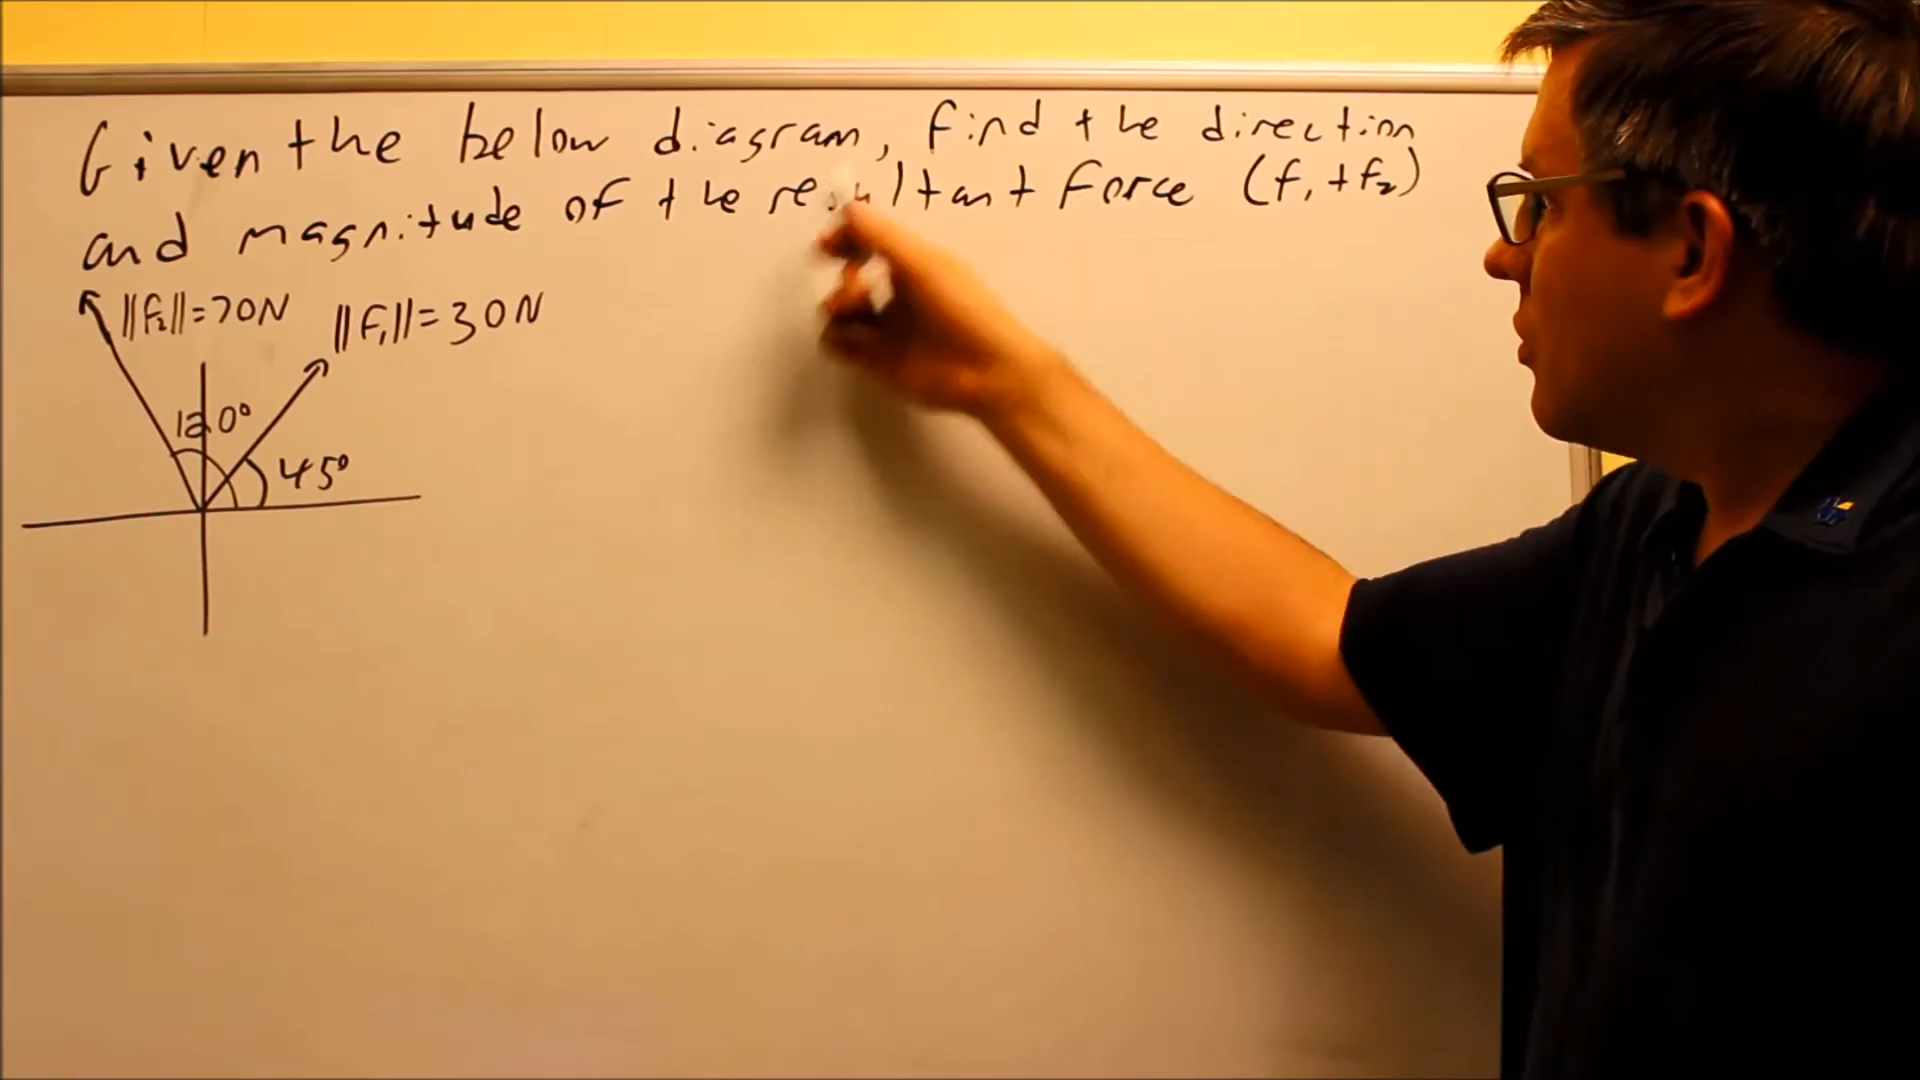 Given the below diagram, find the direction
and magnitude of the resultant force (F₁+F₂)
||F₂||=70N
||F₁||=30N
120°
45°